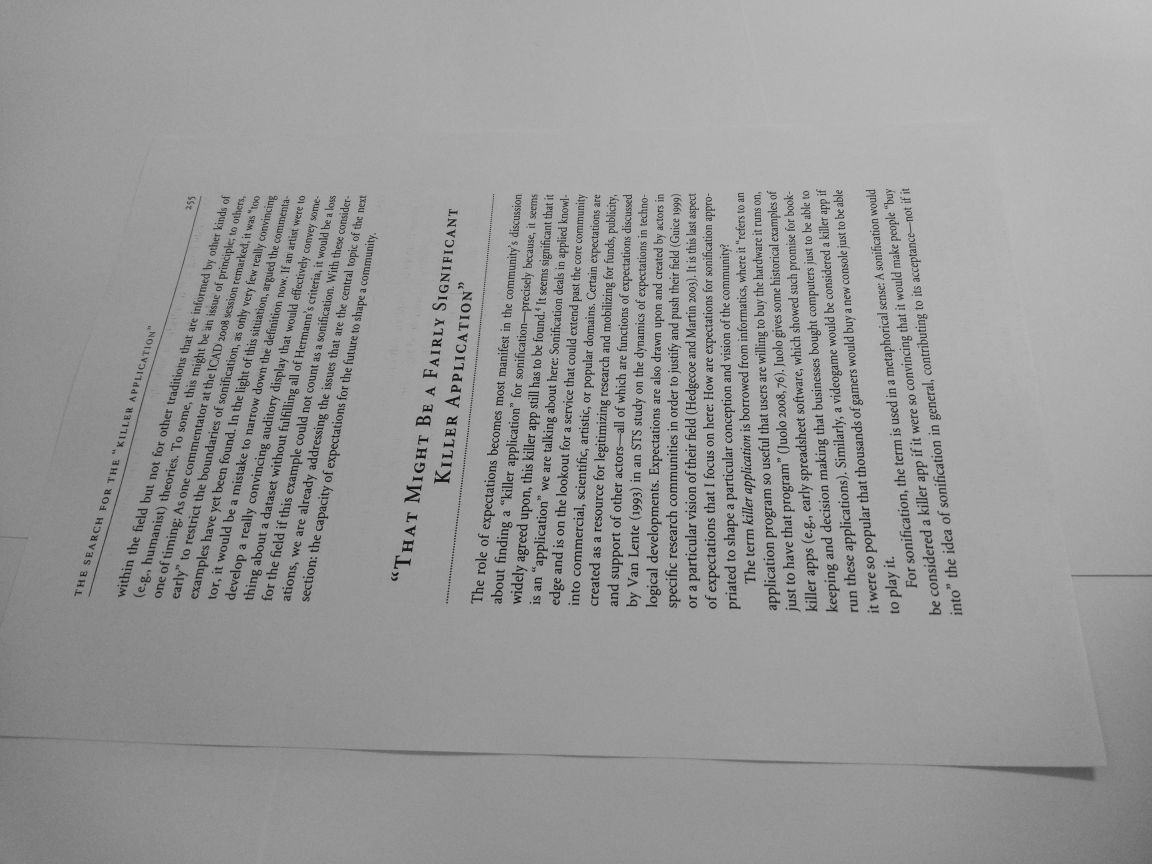 THE SEARCH FOR THE “KILLER APPLICATION” 255
within the field but not for other traditions that are informed by other kinds of
(e.g., humanist) theories. To some, this might be an issue of principle; to others,
one of timing: As one commentator at the ICAD 2008 session remarked, it was “too
early” to restrict the boundaries of sonification, as only very few really convincing
examples have yet been found. In the light of this situation, argued the commenta-
tor, it would be a mistake to narrow down the definition now. If an artist were to
develop a really convincing auditory display that would effectively convey some-
thing about a dataset without fulfilling all of Hermann’s criteria, it would be a loss
for the field if this example could not count as a sonification. With these consider-
ations, we are already addressing the issues that are the central topic of the next
section: the capacity of expectations for the future to shape a community.
“THAT MIGHT BE A FAIRLY SIGNIFICANT
KILLER APPLICATION”
The role of expectations becomes most manifest in the community’s discussion
about finding a “killer application” for sonification—precisely because, it seems
widely agreed upon, this killer app still has to be found.⁴ It seems significant that it
is an “application” we are talking about here: Sonification deals in applied knowl-
edge and is on the lookout for a service that could extend past the core community
into commercial, scientific, artistic, or popular domains. Certain expectations are
created as a resource for legitimizing research and mobilizing for funds, publicity,
and support of other actors—all of which are functions of expectations discussed
by Van Lente (1993) in an STS study on the dynamics of expectations in techno-
logical developments. Expectations are also drawn upon and created by actors in
specific research communities in order to justify and push their field (Guice 1999)
or a particular vision of their field (Hedgecoe and Martin 2003). It is this last aspect
of expectations that I focus on here: How are expectations for sonification appro-
priated to shape a particular conception and vision of the community?
The term killer application is borrowed from informatics, where it “refers to an
application program so useful that users are willing to buy the hardware it runs on,
just to have that program” (Juolo 2008, 76). Juolo gives some historical examples of
killer apps (e.g., early spreadsheet software, which showed such promise for book-
keeping and decision making that businesses bought computers just to be able to
run these applications). Similarly, a videogame would be considered a killer app if
it were so popular that thousands of gamers would buy a new console just to be able
to play it.
For sonification, the term is used in a metaphorical sense: A sonification would
be considered a killer app if it were so convincing that it would make people “buy
into” the idea of sonification in general, contributing to its acceptance—not if it